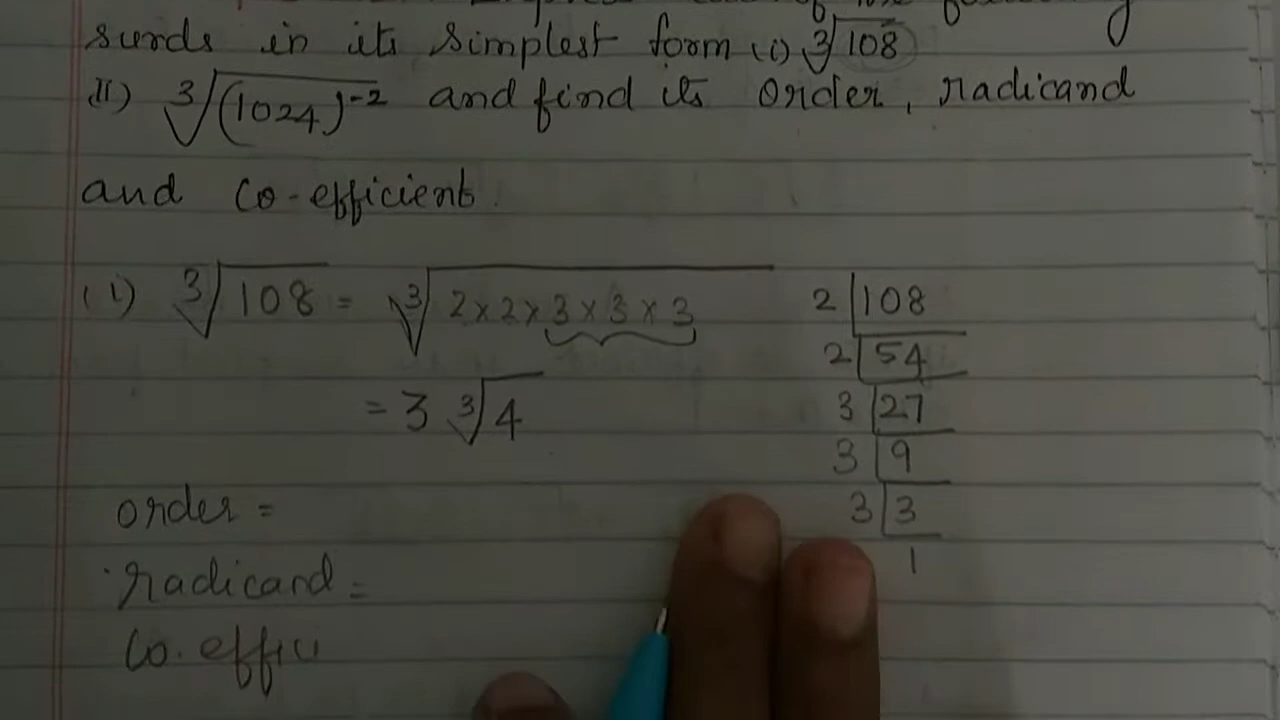 surds in its simplest form (i) ∛108
(II) ∛(1024)⁻² and find its order, radicand
and co-efficient.
(i) ∛108 = ∛2×2×3×3×3
= 3 ∛4
order =
radicand =
Co. efficі
2 | 108
2 | 54
3 | 27
3 | 9
3 | 3
1